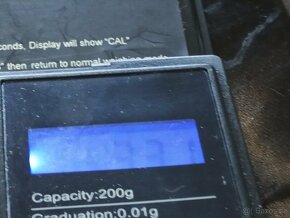 conds, Display will show "CAL"
then return to normal weighing mode
Capacity:200g
Graduation:0.01g